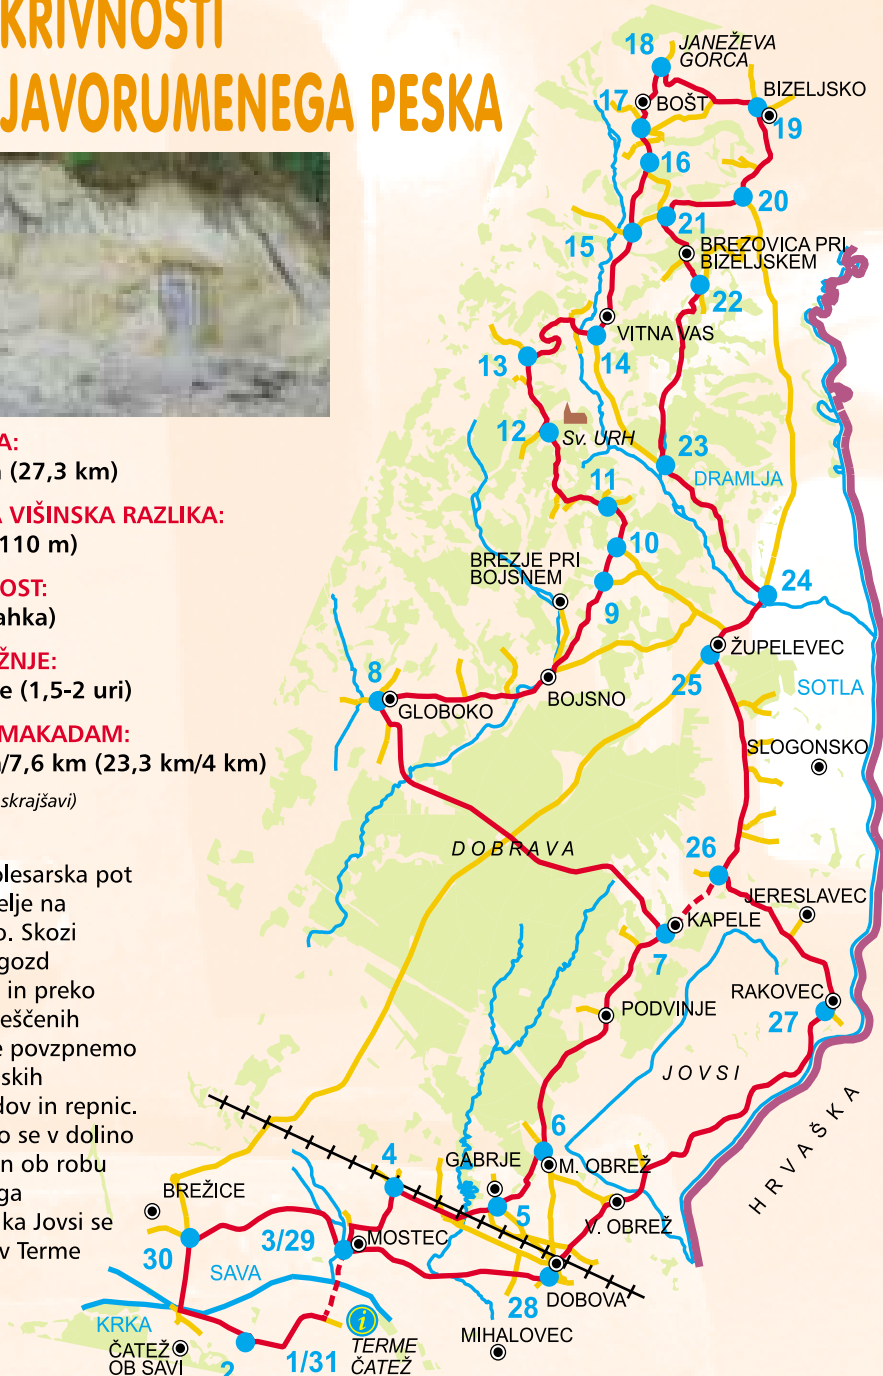 KRIVNOSTI
JAVORUMENEGA PESKA
A:
(27,3 km)
VIŠINSKA RAZLIKA:
110 m)
OST:
ahka)
ŽNJE:
e (1,5-2 uri)
MAKADAM:
/7,6 km (23,3 km/4 km)
skrajšavi)
olesarska pot
elje na
o. Skozi
gozd
in preko
eščenih
e povzpnemo
skih
dov in repnic.
o se v dolino
n ob robu
ga
ka Jovsi se
v Terme
18
JANEŽEVA
GORCA
17
BOŠT
BIZELJSKO
19
16
20
21
15
BREZOVICA PRI
BIZELJSKEM
22
VITNA VAS
13
14
12
Sv. URH
23
DRAMLJA
11
10
BREZJE PRI
BOJSNEM
9
24
ŽUPELEVEC
25
8
GLOBOKO
BOJSNO
SOTLA
SLOGONSKO
DOBRAVA
26
JERESLAVEC
KAPELE
7
RAKOVEC
27
PODVINJE
JOVSI
HRVAŠKA
6
4
GABRJE
M. OBREŽ
5
V. OBREŽ
BREŽICE
3/29
MOSTEC
30
SAVA
28
DOBOVA
KRKA
MIHALOVEC
i
TERME
ČATEŽ
ČATEŽ
OB SAVI
2
1/31